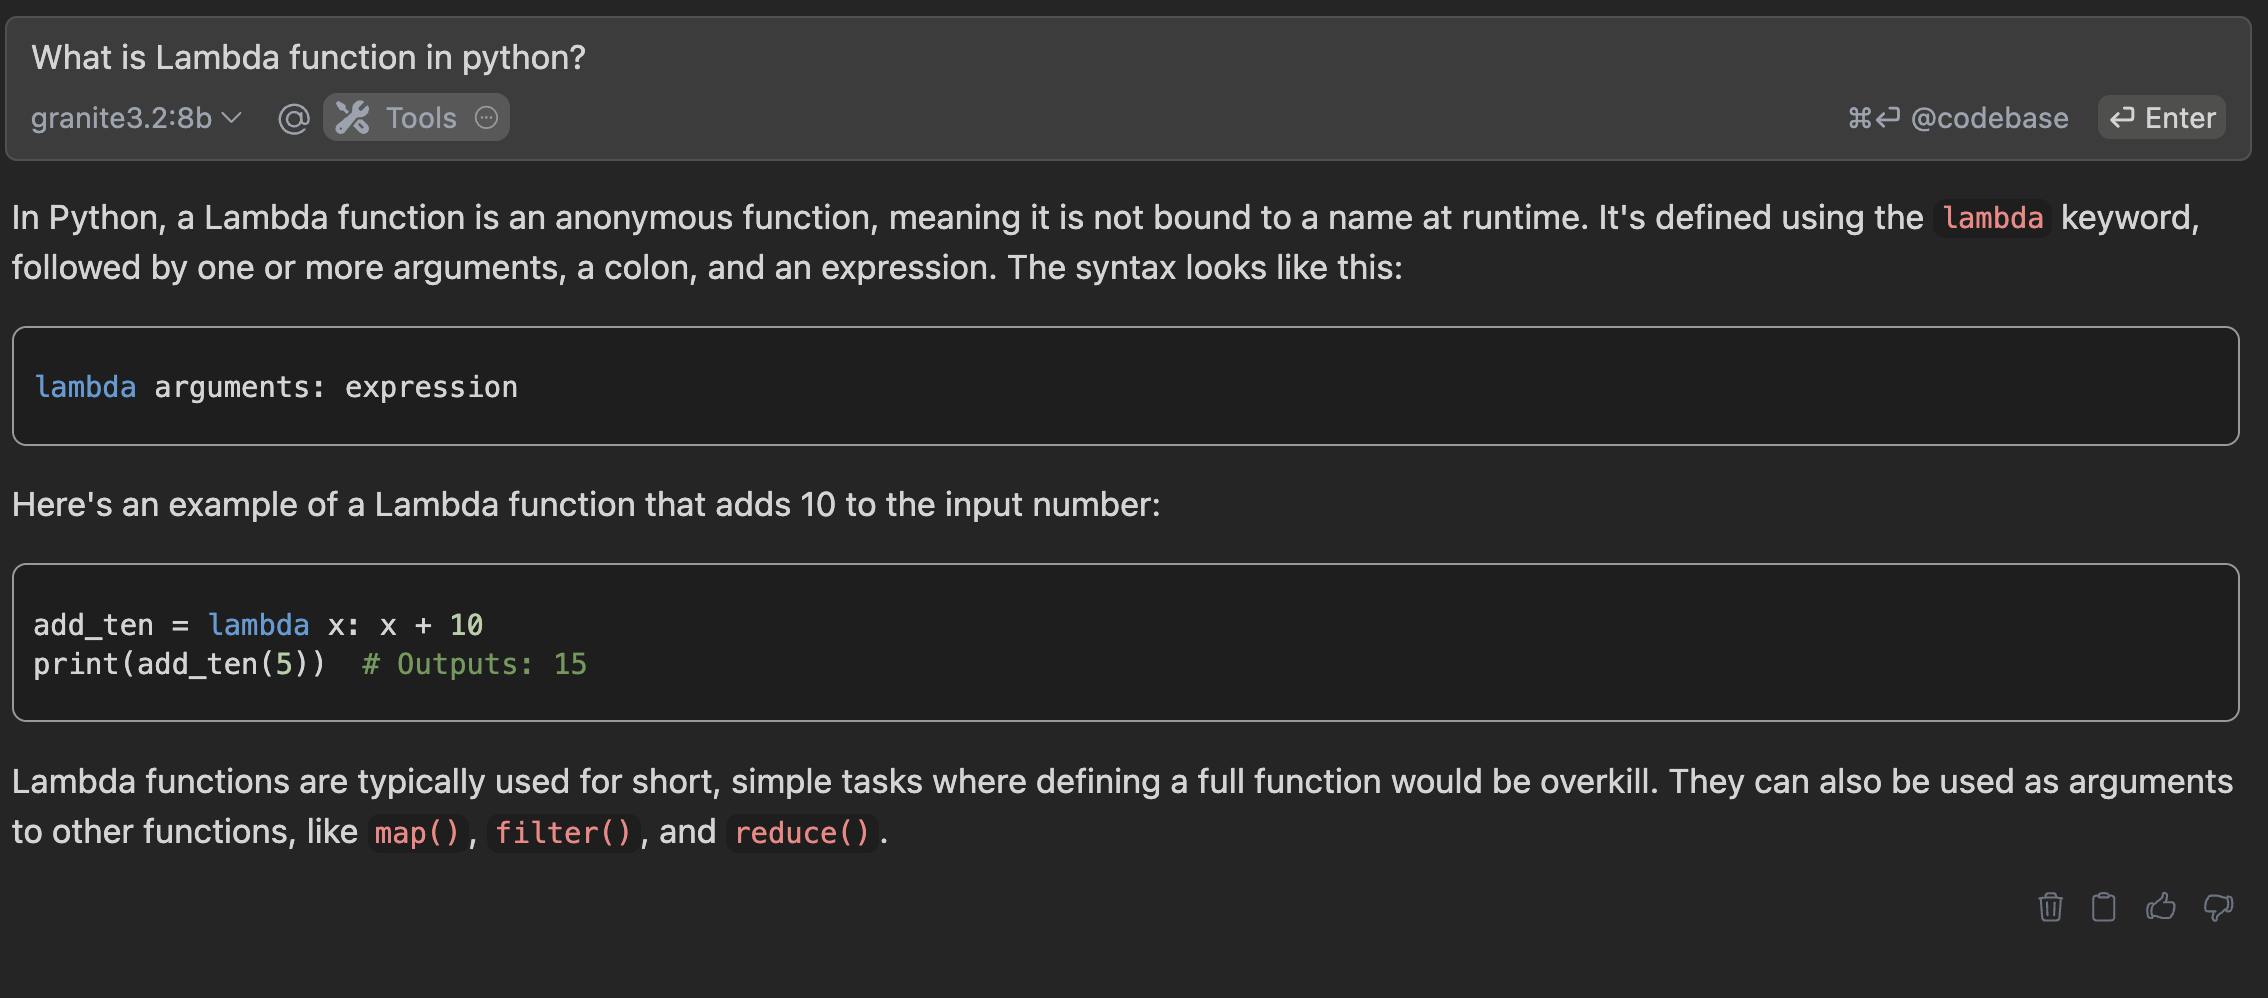 What is Lambda function in python?
granite3.2:8b @ Tools ⌘⏎ @codebase ⏎ Enter
In Python, a Lambda function is an anonymous function, meaning it is not bound to a name at runtime. It's defined using the lambda keyword,
followed by one or more arguments, a colon, and an expression. The syntax looks like this:
lambda arguments: expression
Here's an example of a Lambda function that adds 10 to the input number:
add_ten = lambda x: x + 10
print(add_ten(5))  # Outputs: 15
Lambda functions are typically used for short, simple tasks where defining a full function would be overkill. They can also be used as arguments
to other functions, like map(), filter(), and reduce().